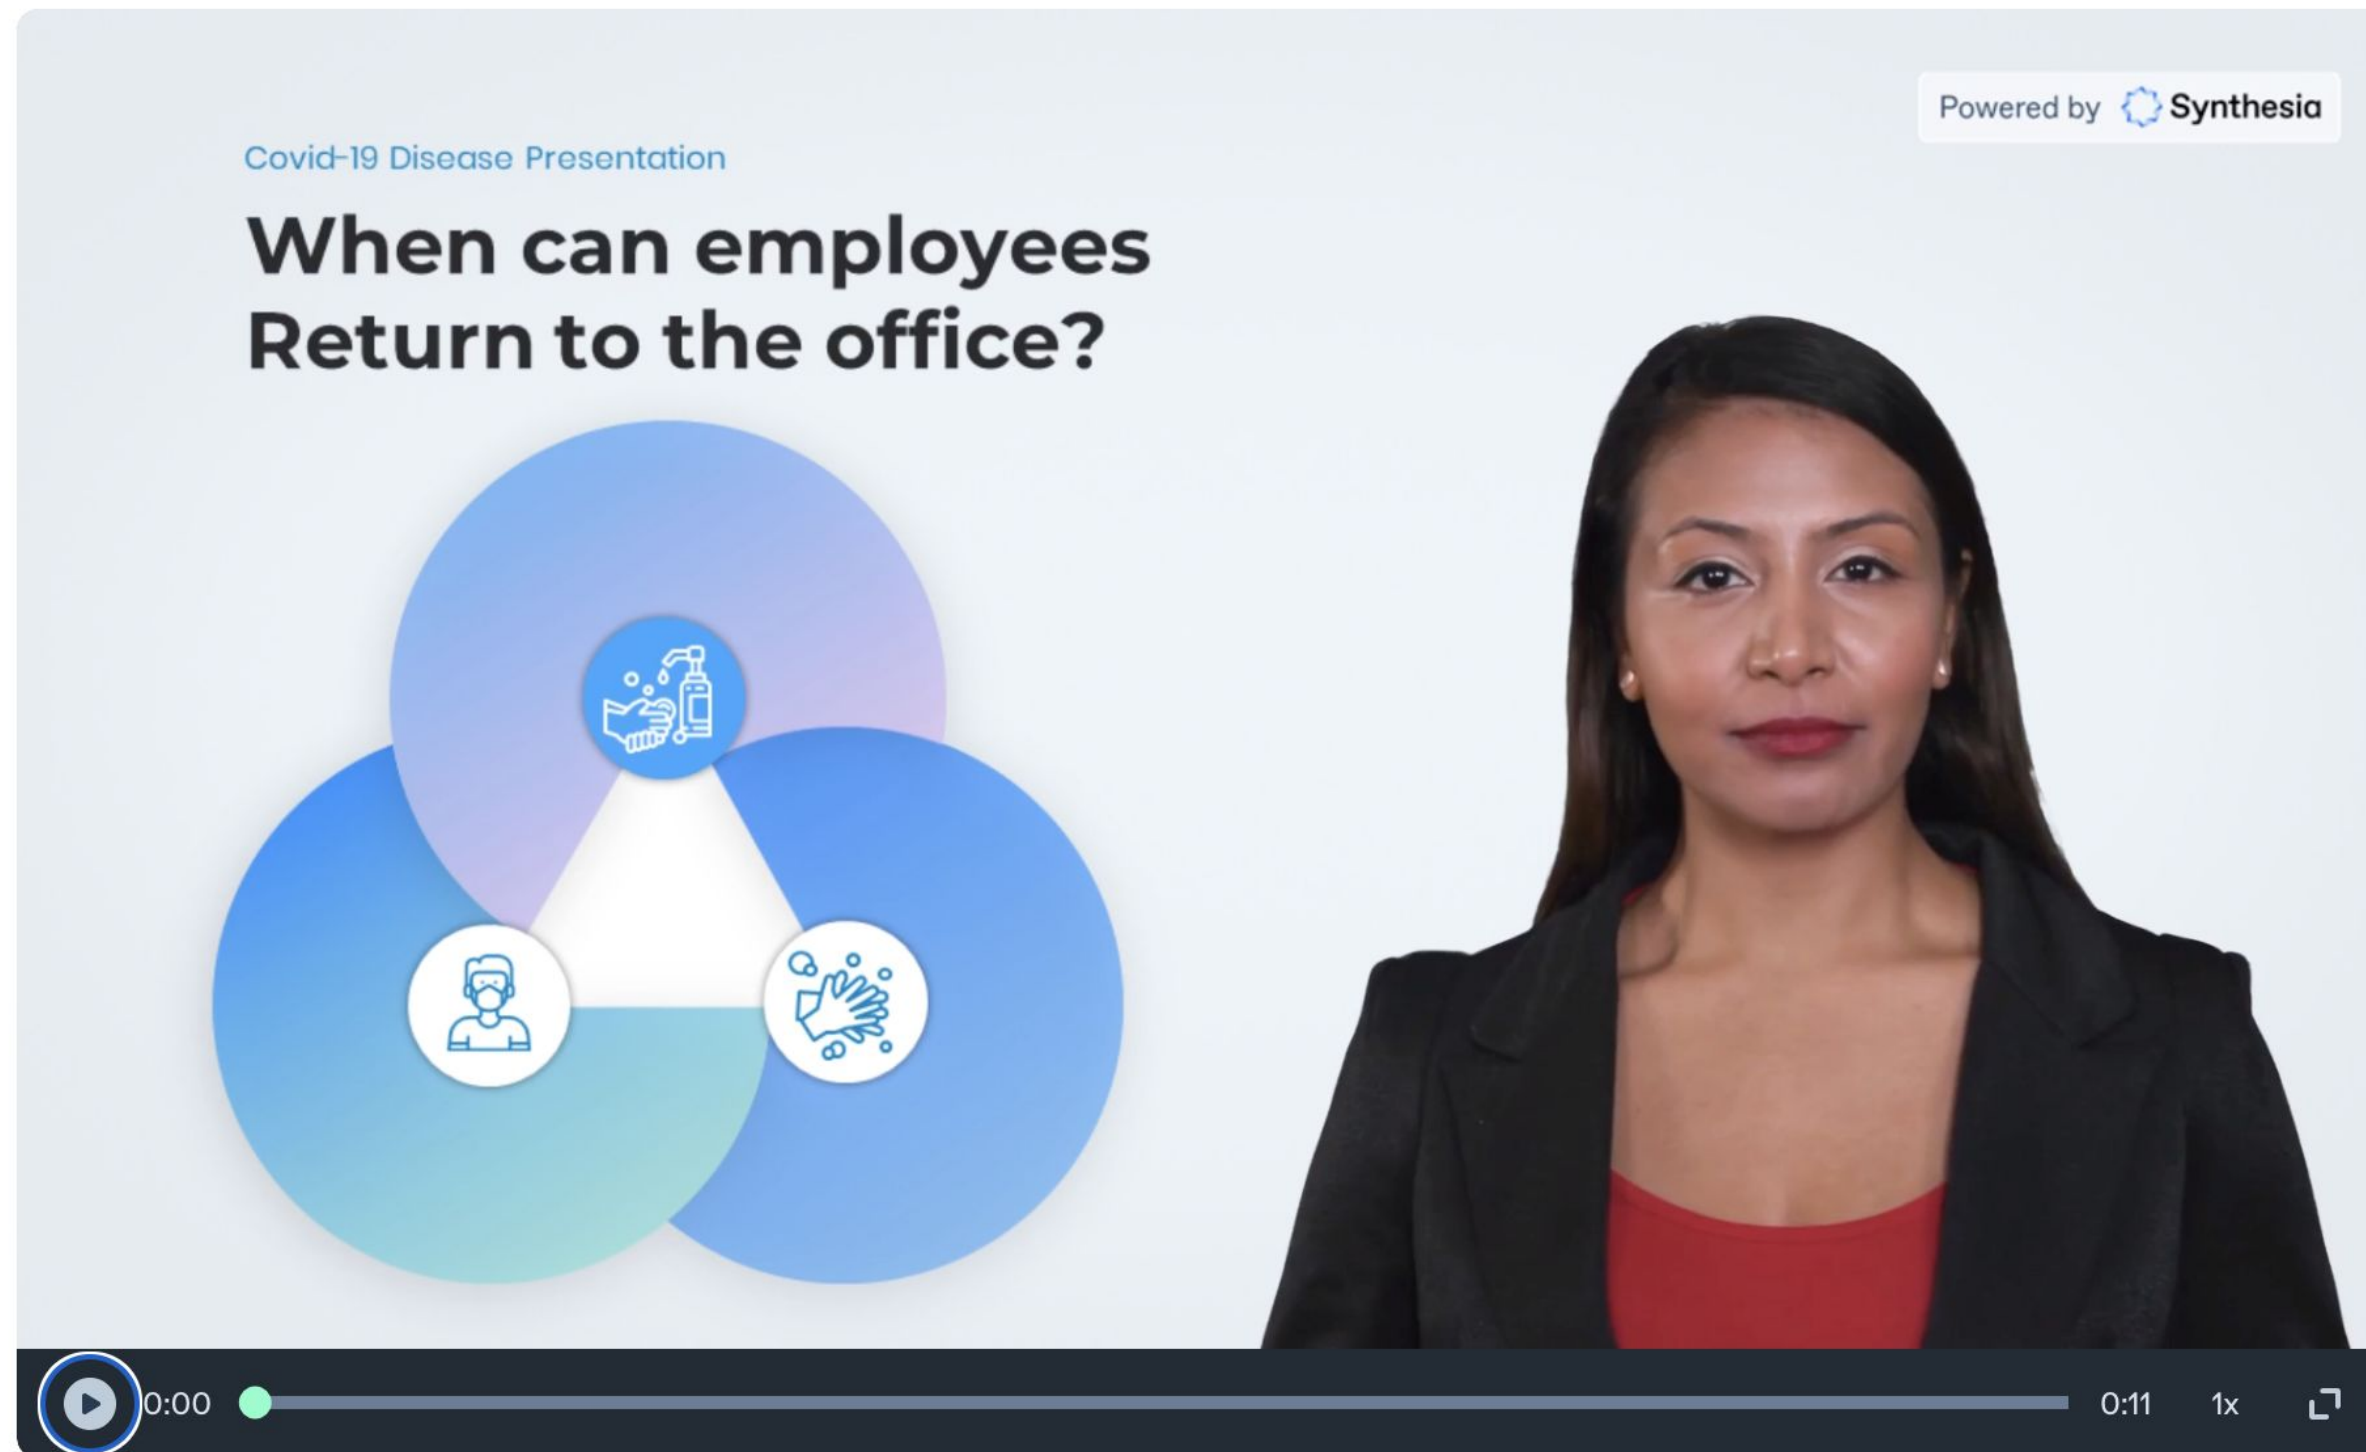 Powered by Synthesia
Covid-19 Disease Presentation
When can employees
Return to the office?
0:00
0:11
1x